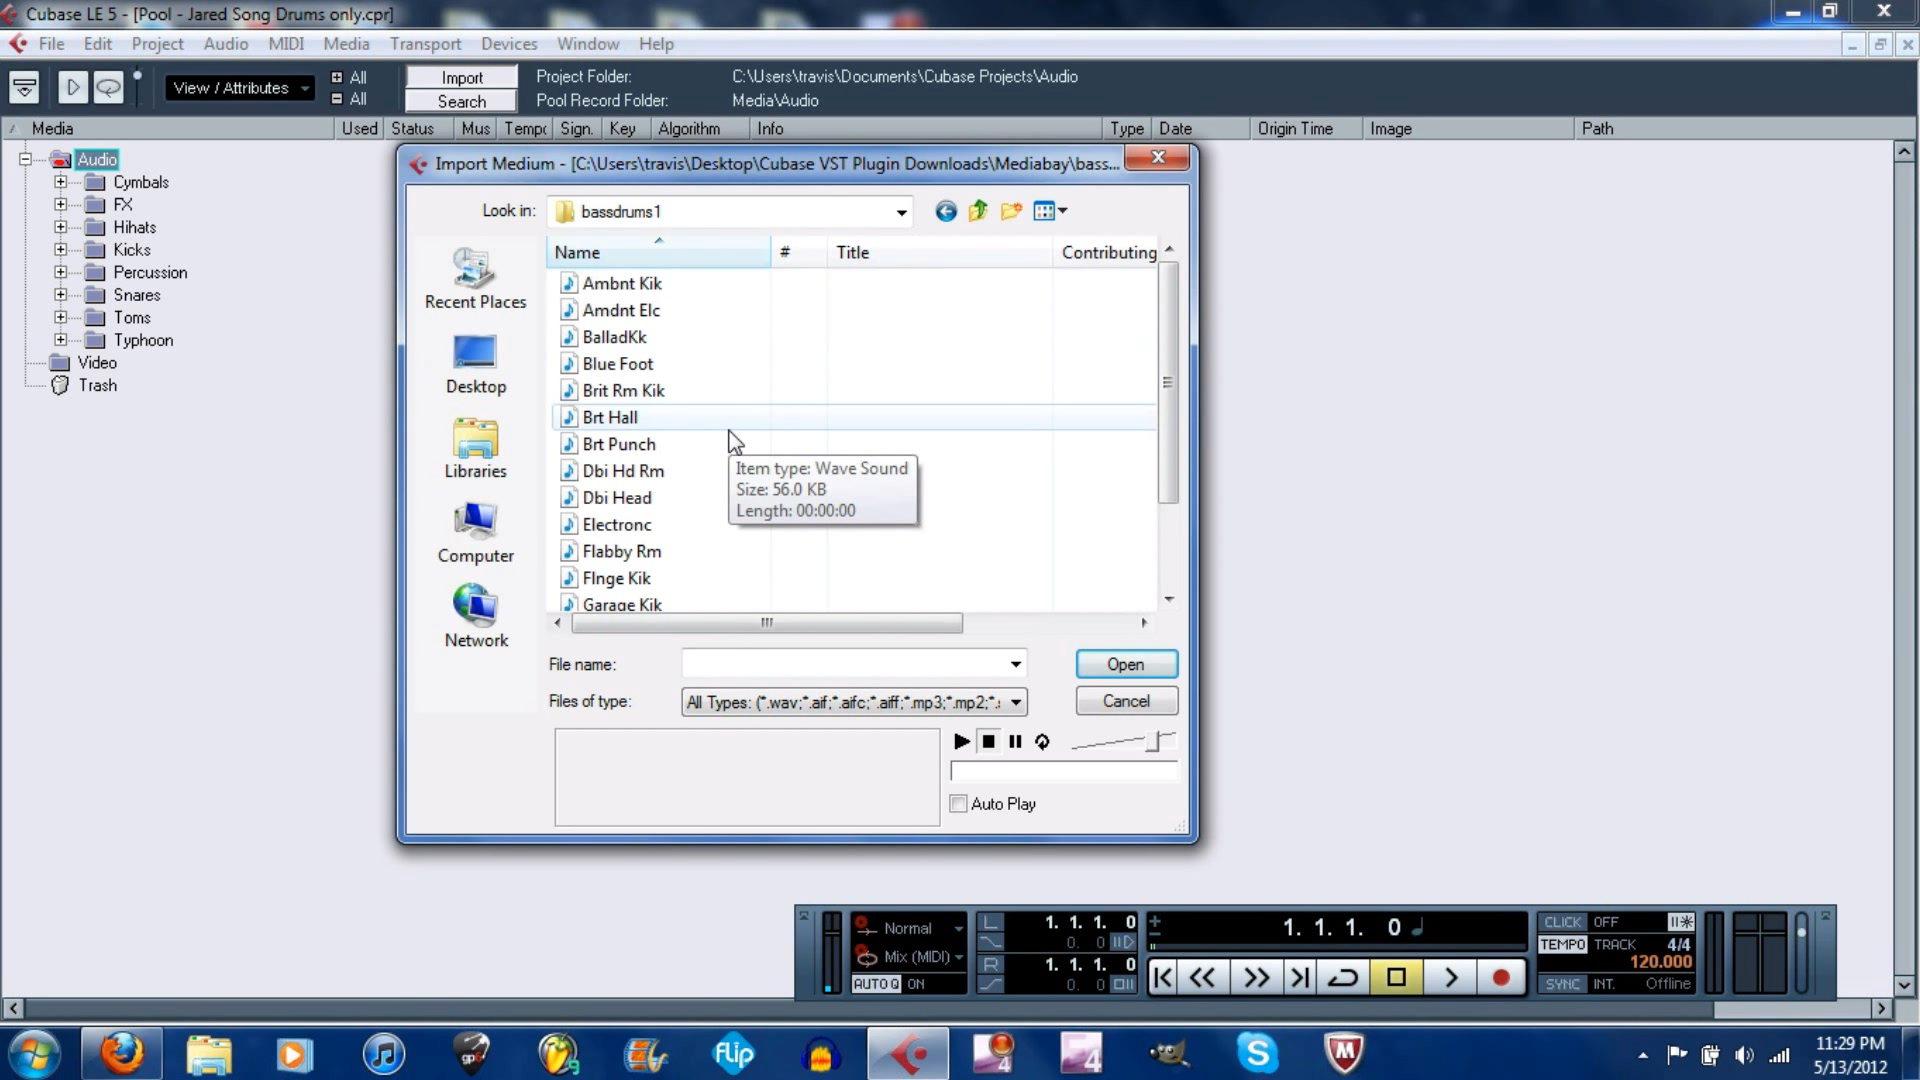 Cubase LE 5 - [Pool - Jared Song Drums only.cpr]
File Edit Project Audio MIDI Media Transport Devices Window Help
View / Attributes
All
All
Import
Search
Project Folder: C:\Users\travis\Documents\Cubase Projects\Audio
Pool Record Folder: Media\Audio
Media Used Status Mus Tempo Sign. Key Algorithm Info Type Date Origin Time Image Path
Audio
Cymbals
FX
Hihats
Kicks
Percussion
Snares
Toms
Typhoon
Video
Trash
Import Medium - [C:\Users\travis\Desktop\Cubase VST Plugin Downloads\Mediabay\bass...
Look in: bassdrums1
Recent Places
Desktop
Libraries
Computer
Network
Name # Title Contributing
Ambnt Kik
Amdnt Elc
BalladKk
Blue Foot
Brit Rm Kik
Brt Hall
Brt Punch
Dbi Hd Rm
Dbi Head
Electronc
Flabby Rm
Flnge Kik
Garage Kik
Item type: Wave Sound
Size: 56.0 KB
Length: 00:00:00
File name:
Open
Files of type: All Types: (*.wav;*.aif;*.aifc;*.aiff;*.mp3;*.mp2;*.
Cancel
Auto Play
Normal
Mix (MIDI)
AUTO Q ON
L 1. 1. 1. 0
0. 0
R 1. 1. 1. 0
0. 0
1. 1. 1. 0
CLICK OFF
TEMPO TRACK 4/4
120.000
SYNC INT. Offline
gp6
9
FLIP
4
4
S
M
11:29 PM
5/13/2012